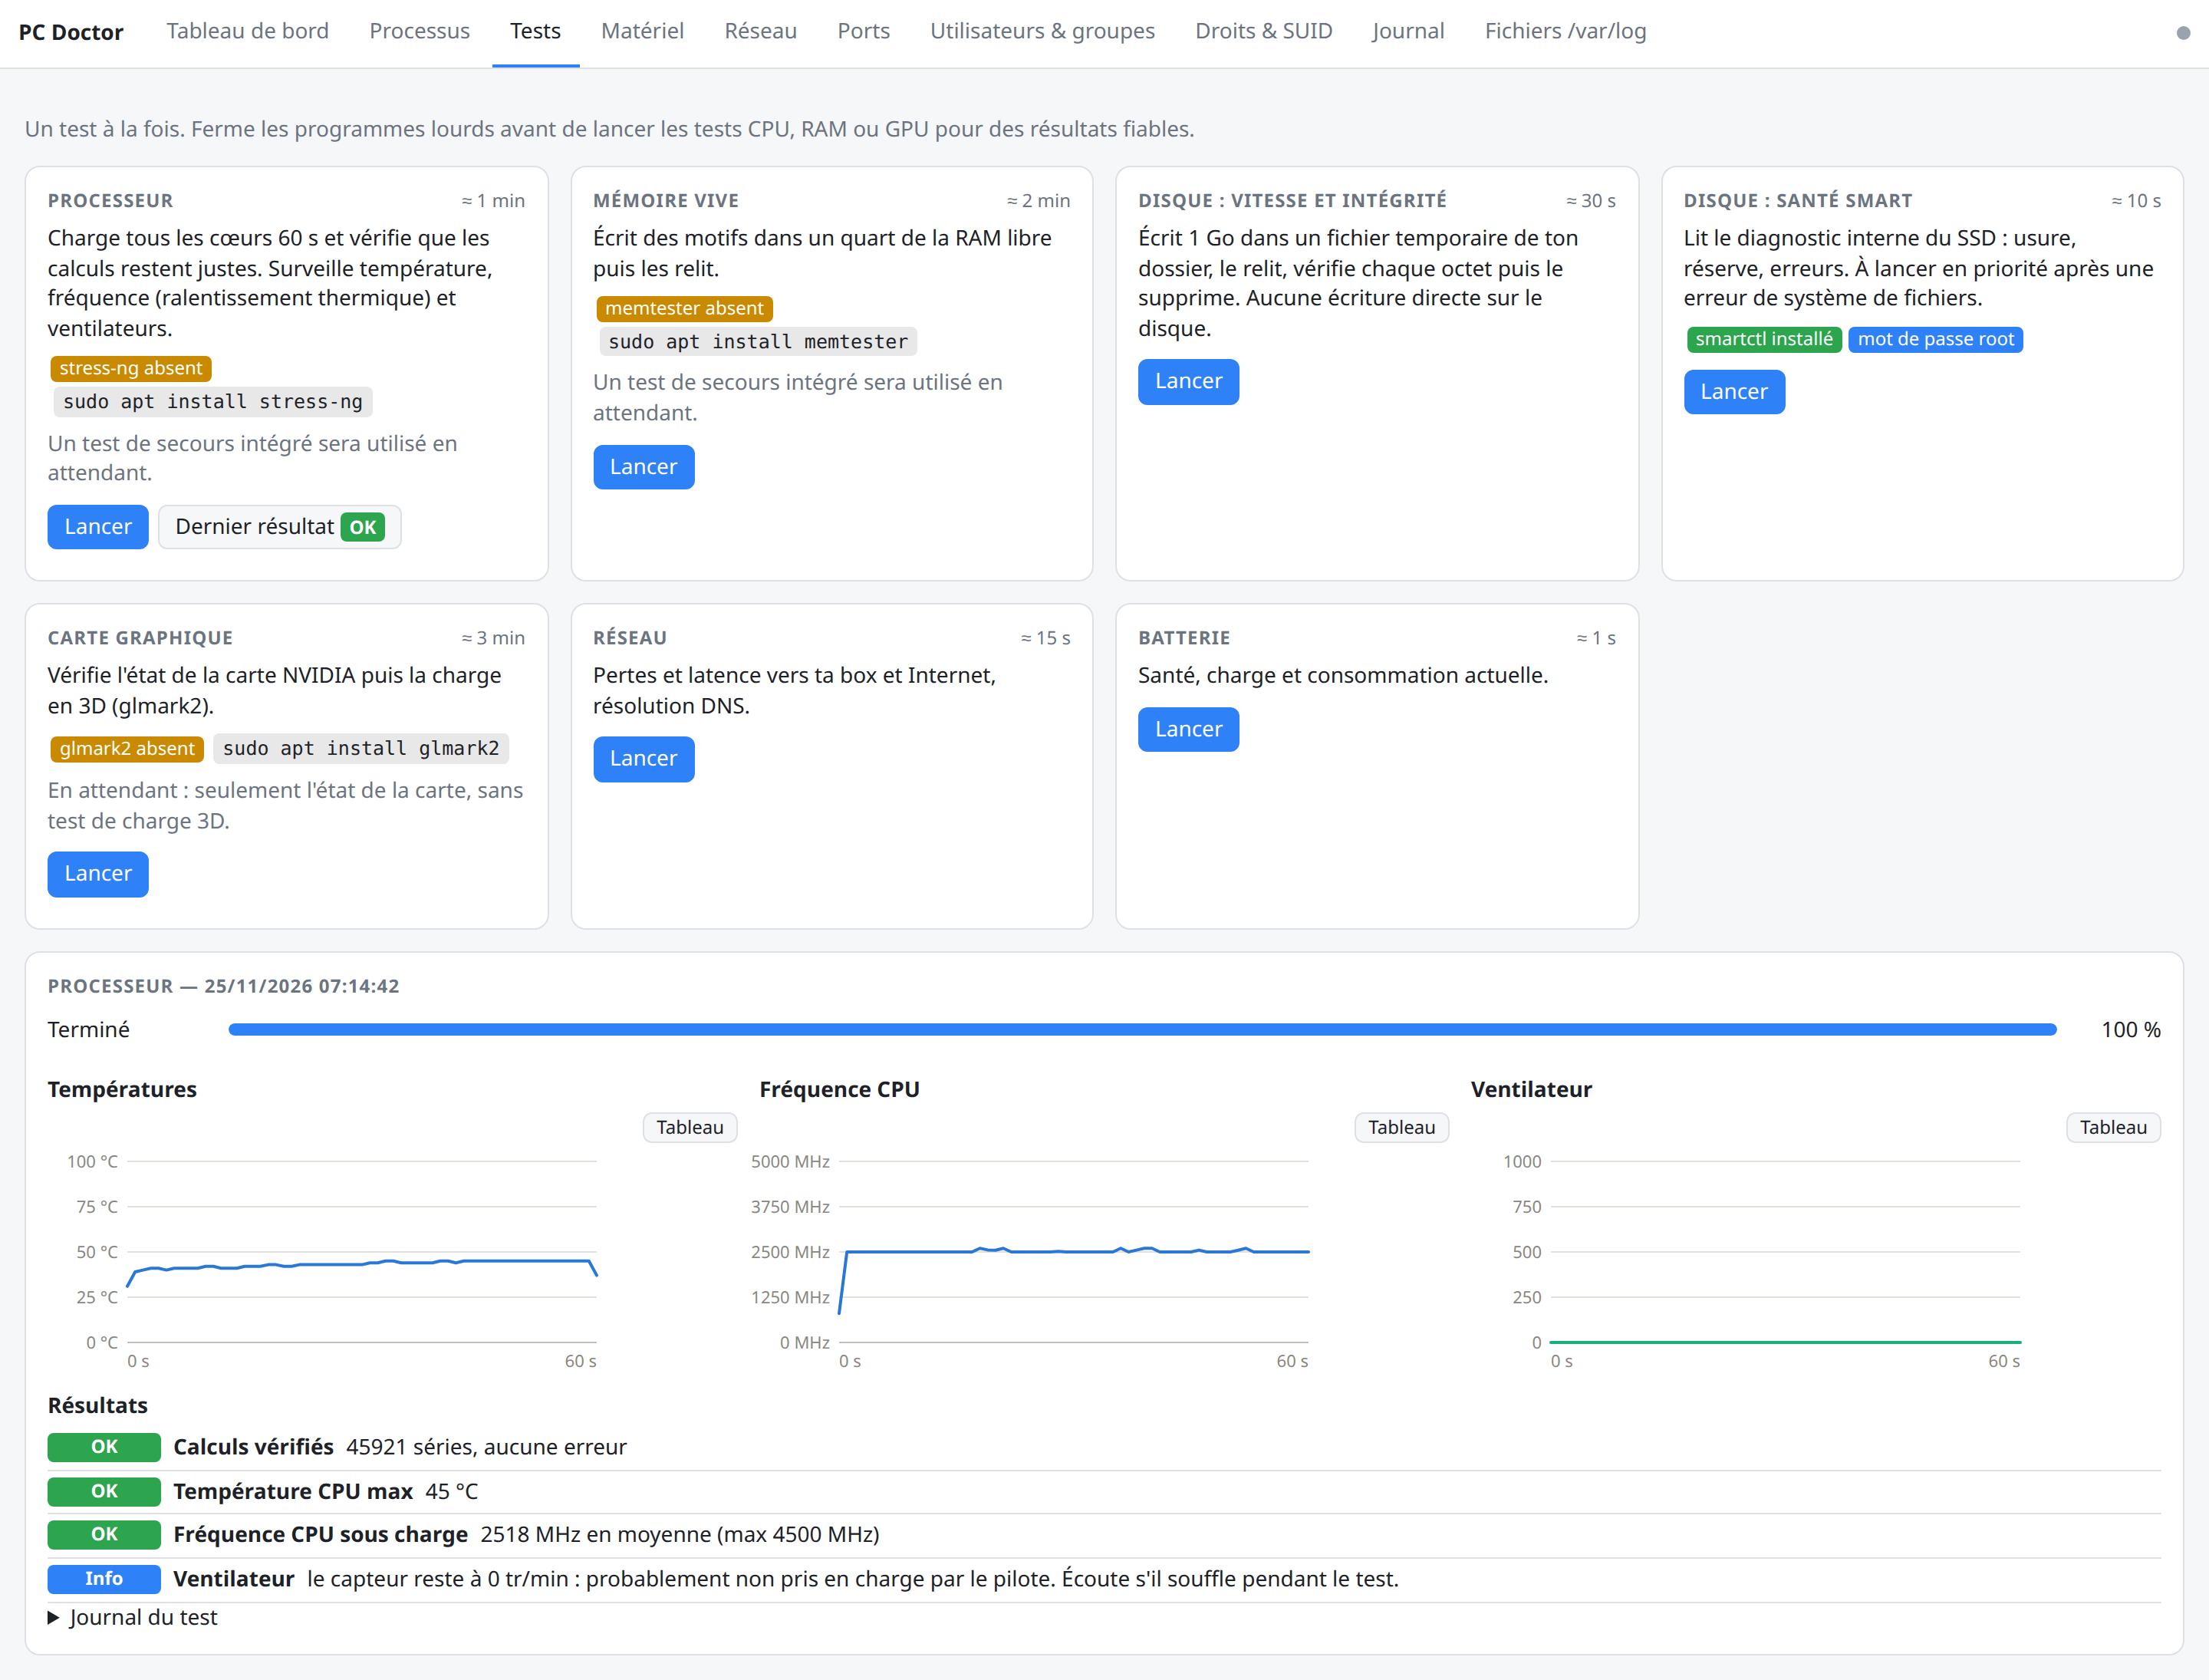 PC Doctor Tableau de bord Processus Tests Matériel Réseau Ports Utilisateurs & groupes Droits & SUID Journal Fichiers /var/log
Un test à la fois. Ferme les programmes lourds avant de lancer les tests CPU, RAM ou GPU pour des résultats fiables.
PROCESSEUR ≈ 1 min
Charge tous les cœurs 60 s et vérifie que les
calculs restent justes. Surveille température,
fréquence (ralentissement thermique) et
ventilateurs.
stress-ng absent
sudo apt install stress-ng
Un test de secours intégré sera utilisé en
attendant.
Lancer Dernier résultat OK
MÉMOIRE VIVE ≈ 2 min
Écrit des motifs dans un quart de la RAM libre
puis les relit.
memtester absent
sudo apt install memtester
Un test de secours intégré sera utilisé en
attendant.
Lancer
DISQUE : VITESSE ET INTÉGRITÉ ≈ 30 s
Écrit 1 Go dans un fichier temporaire de ton
dossier, le relit, vérifie chaque octet puis le
supprime. Aucune écriture directe sur le
disque.
Lancer
DISQUE : SANTÉ SMART ≈ 10 s
Lit le diagnostic interne du SSD : usure,
réserve, erreurs. À lancer en priorité après une
erreur de système de fichiers.
smartctl installé mot de passe root
Lancer
CARTE GRAPHIQUE ≈ 3 min
Vérifie l'état de la carte NVIDIA puis la charge
en 3D (glmark2).
glmark2 absent sudo apt install glmark2
En attendant : seulement l'état de la carte, sans
test de charge 3D.
Lancer
RÉSEAU ≈ 15 s
Pertes et latence vers ta box et Internet,
résolution DNS.
Lancer
BATTERIE ≈ 1 s
Santé, charge et consommation actuelle.
Lancer
PROCESSEUR — 25/11/2026 07:14:42
Terminé 100 %
Températures
Tableau
100 °C
75 °C
50 °C
25 °C
0 °C
0 s 60 s
Fréquence CPU
Tableau
5000 MHz
3750 MHz
2500 MHz
1250 MHz
0 MHz
0 s 60 s
Ventilateur
Tableau
1000
750
500
250
0
0 s 60 s
Résultats
OK Calculs vérifiés 45921 séries, aucune erreur
OK Température CPU max 45 °C
OK Fréquence CPU sous charge 2518 MHz en moyenne (max 4500 MHz)
Info Ventilateur le capteur reste à 0 tr/min : probablement non pris en charge par le pilote. Écoute s'il souffle pendant le test.
Journal du test